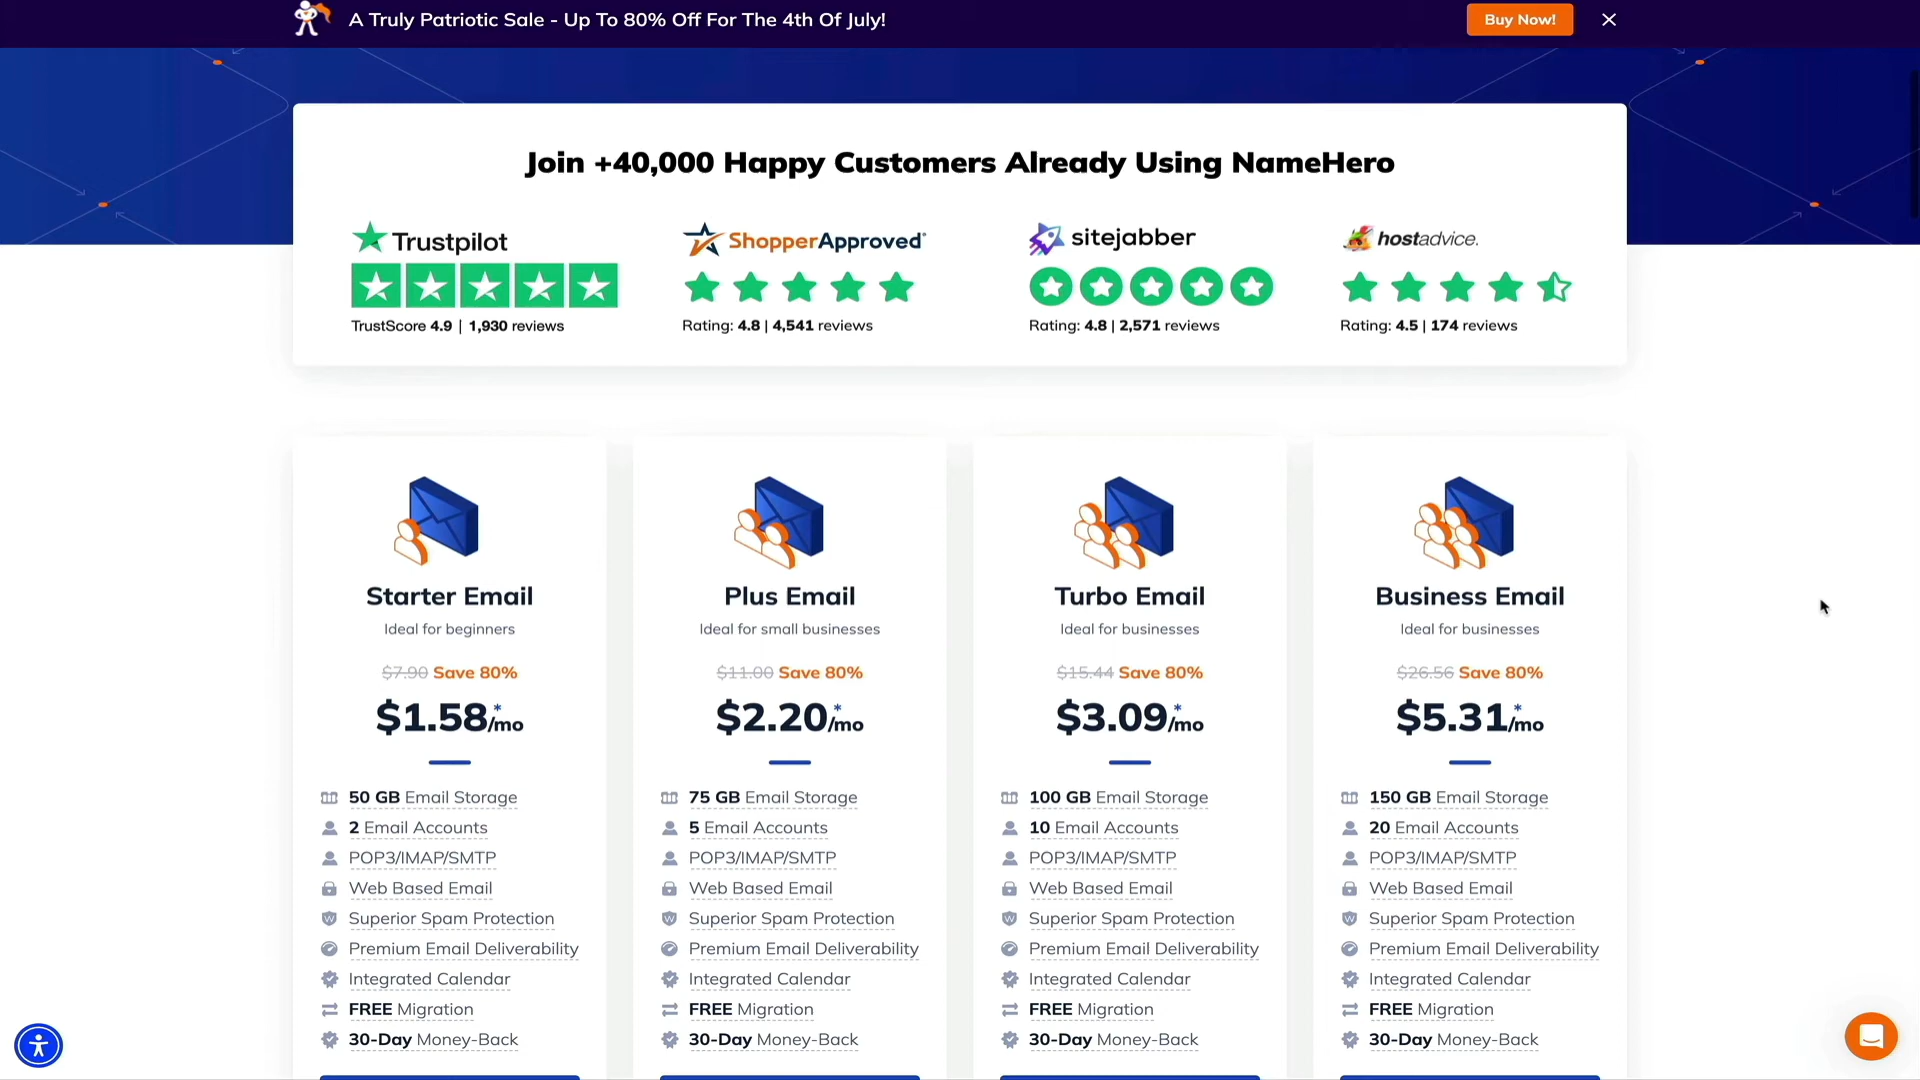 A Truly Patriotic Sale - Up To 80% Off For The 4th Of July!
Buy Now!
Join +40,000 Happy Customers Already Using NameHero
Trustpilot
TrustScore 4.9 | 1,930 reviews
ShopperApproved
Rating: 4.8 | 4,541 reviews
sitejabber
Rating: 4.8 | 2,571 reviews
hostadvice.
Rating: 4.5 | 174 reviews
Starter Email
Ideal for beginners
$7.90 Save 80%
$1.58/mo*
50 GB Email Storage
2 Email Accounts
POP3/IMAP/SMTP
Web Based Email
Superior Spam Protection
Premium Email Deliverability
Integrated Calendar
FREE Migration
30-Day Money-Back
Plus Email
Ideal for small businesses
$11.00 Save 80%
$2.20/mo*
75 GB Email Storage
5 Email Accounts
POP3/IMAP/SMTP
Web Based Email
Superior Spam Protection
Premium Email Deliverability
Integrated Calendar
FREE Migration
30-Day Money-Back
Turbo Email
Ideal for businesses
$15.44 Save 80%
$3.09/mo*
100 GB Email Storage
10 Email Accounts
POP3/IMAP/SMTP
Web Based Email
Superior Spam Protection
Premium Email Deliverability
Integrated Calendar
FREE Migration
30-Day Money-Back
Business Email
Ideal for businesses
$26.56 Save 80%
$5.31/mo*
150 GB Email Storage
20 Email Accounts
POP3/IMAP/SMTP
Web Based Email
Superior Spam Protection
Premium Email Deliverability
Integrated Calendar
FREE Migration
30-Day Money-Back